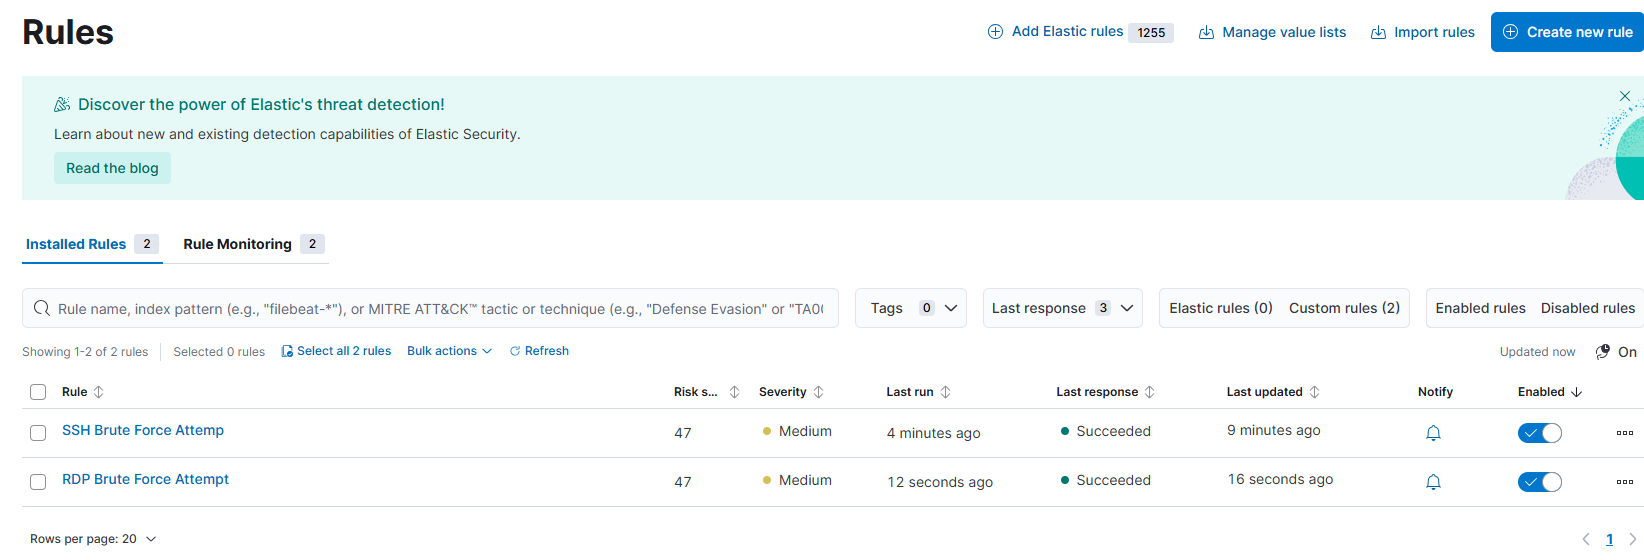 Rules
Add Elastic rules 1255 Manage value lists Import rules Create new rule
Discover the power of Elastic's threat detection!
Learn about new and existing detection capabilities of Elastic Security.
Read the blog
Installed Rules 2 Rule Monitoring 2
Rule name, index pattern (e.g., "filebeat-*"), or MITRE ATT&CK™ tactic or technique (e.g., "Defense Evasion" or "TA00 Tags 0 Last response 3 Elastic rules (0) Custom rules (2) Enabled rules Disabled rules
Showing 1-2 of 2 rules Selected 0 rules Select all 2 rules Bulk actions Refresh Updated now On
Rule Risk s... Severity Last run Last response Last updated Notify Enabled
SSH Brute Force Attemp 47 Medium 4 minutes ago Succeeded 9 minutes ago
RDP Brute Force Attempt 47 Medium 12 seconds ago Succeeded 16 seconds ago
Rows per page: 20 1